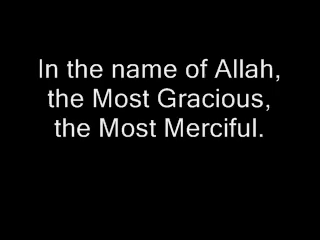 In the name of Allah,
the Most Gracious,
the Most Merciful.